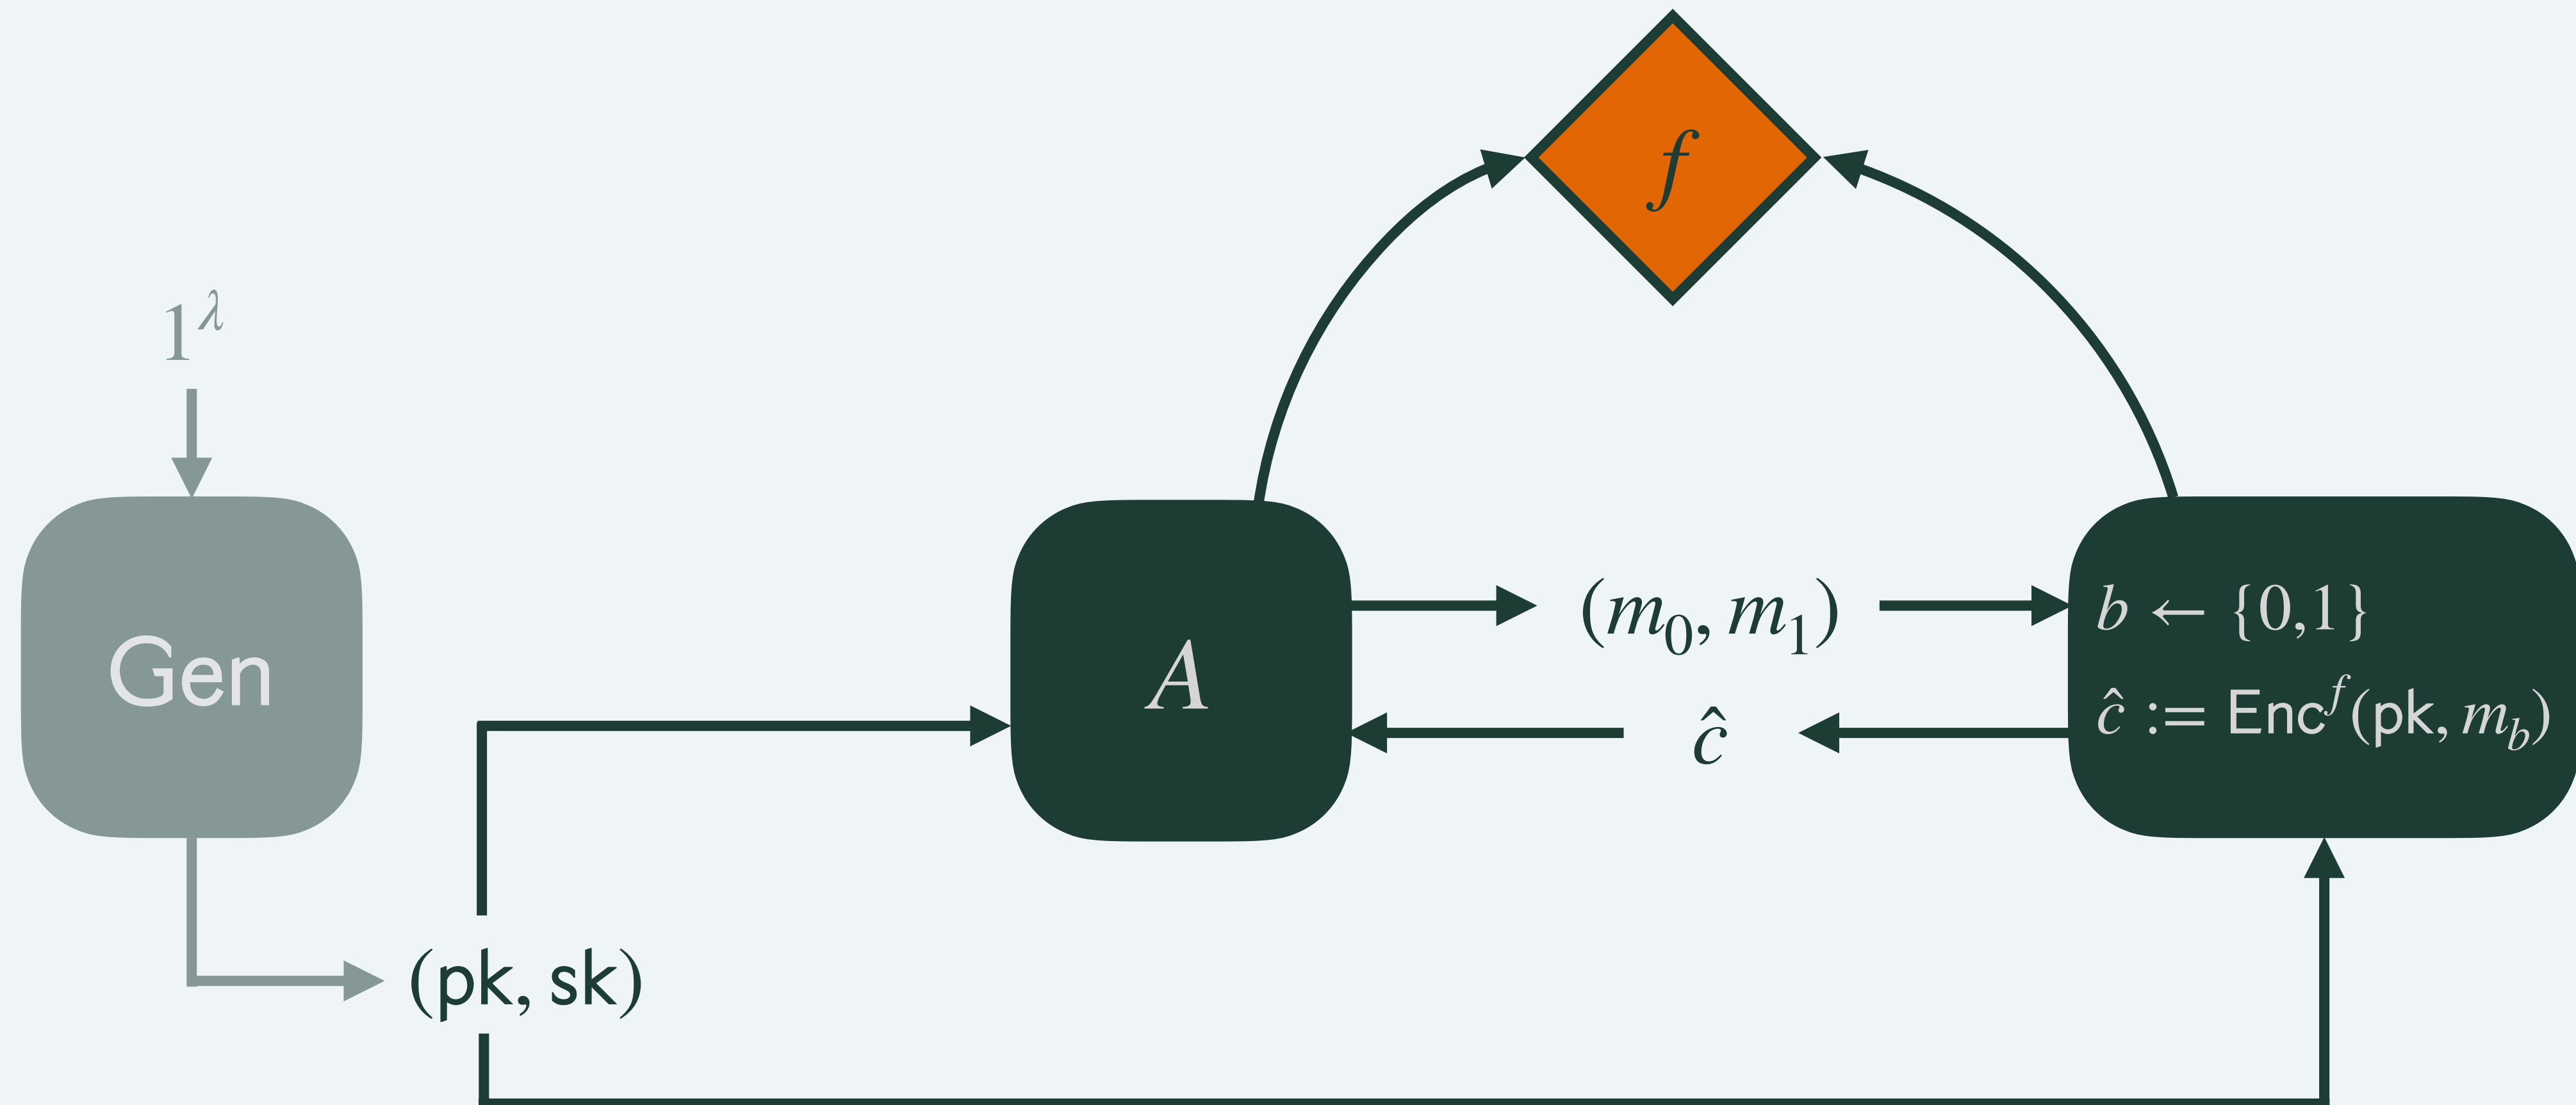 f
1^λ
Gen
A
(m_0, m_1)
b ← {0,1}
ĉ
ĉ := Enc^f(pk, m_b)
(pk, sk)